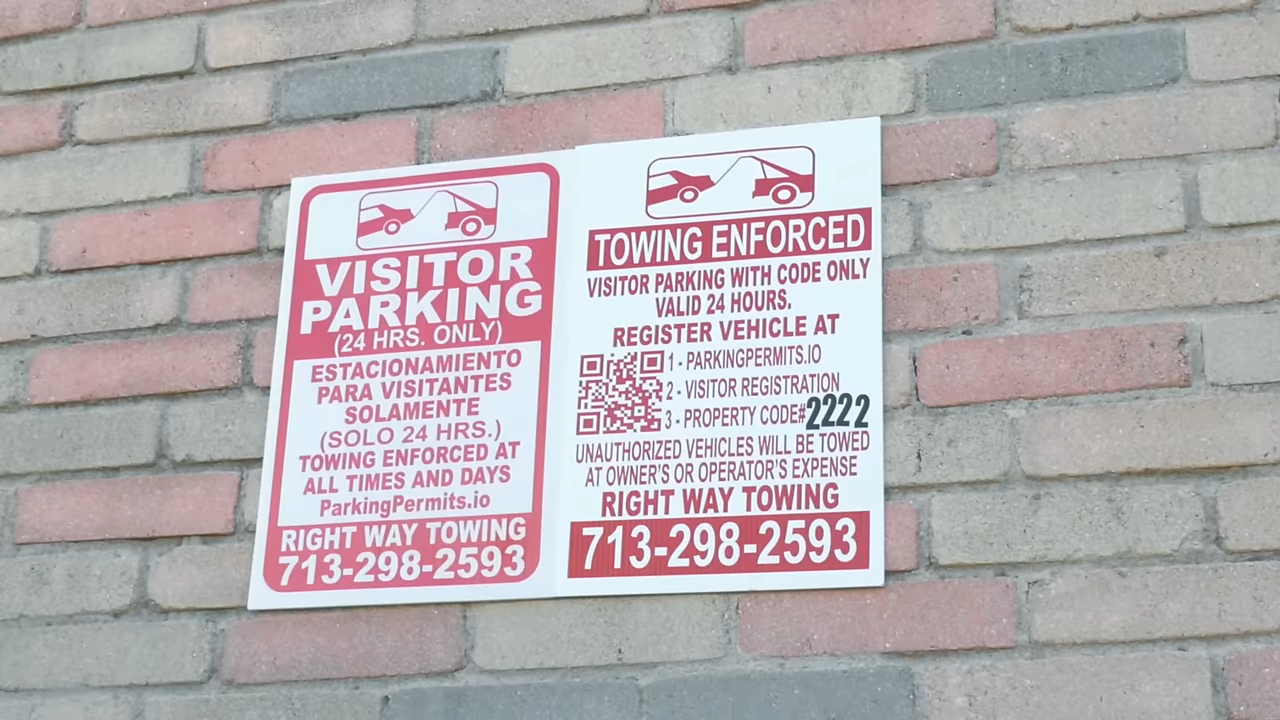 VISITOR
PARKING
(24 HRS. ONLY)
ESTACIONAMIENTO
PARA VISITANTES
SOLAMENTE
(SOLO 24 HRS.)
TOWING ENFORCED AT
ALL TIMES AND DAYS
ParkingPermits.io
RIGHT WAY TOWING
713-298-2593
TOWING ENFORCED
VISITOR PARKING WITH CODE ONLY
VALID 24 HOURS.
REGISTER VEHICLE AT
1 - PARKINGPERMITS.IO
2 - VISITOR REGISTRATION
3 - PROPERTY CODE#2222
UNAUTHORIZED VEHICLES WILL BE TOWED
AT OWNER'S OR OPERATOR'S EXPENSE
RIGHT WAY TOWING
713-298-2593